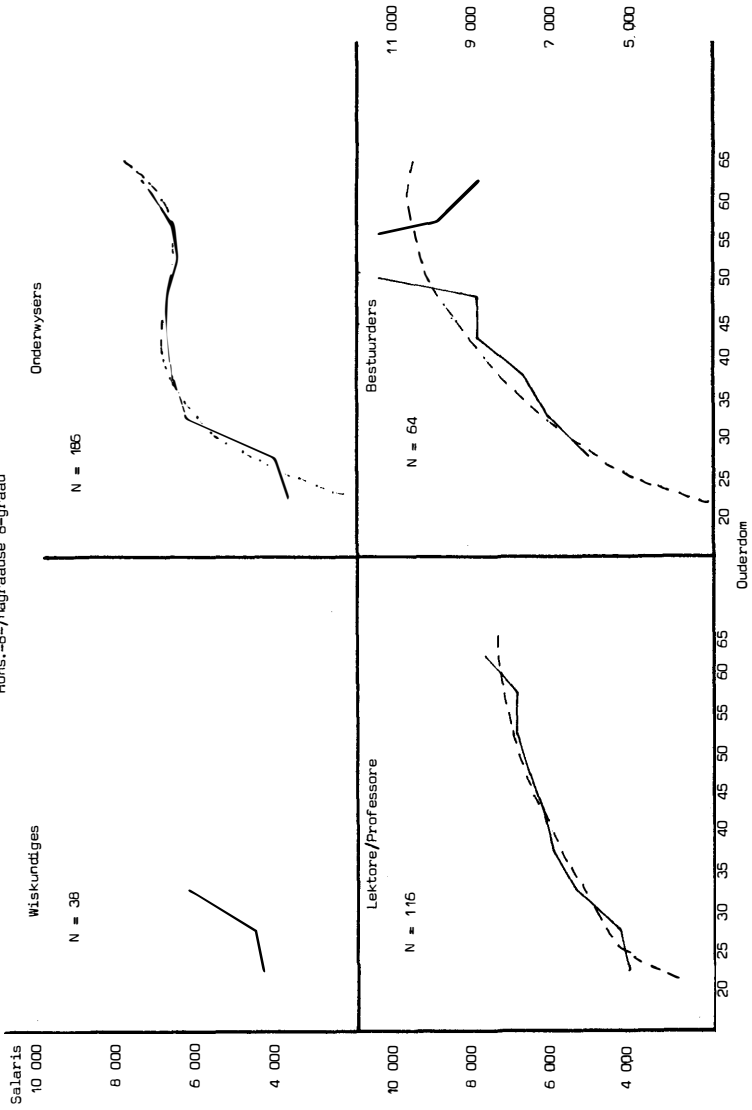 Hons.-B-/Nagraadse B-graad
Salaris
Wiskundiges
Onderwysers
10 000
N = 38
N = 186
8 000
6 000
4 000
Lektore/Professore
Bestuurders
10 000
11 000
N = 116
N = 64
8 000
9 000
6 000
7 000
4 000
5.000
20 25 30 35 40 45 50 55 60 65
20 25 30 35 40 45 50 55 60 65
Ouderdom